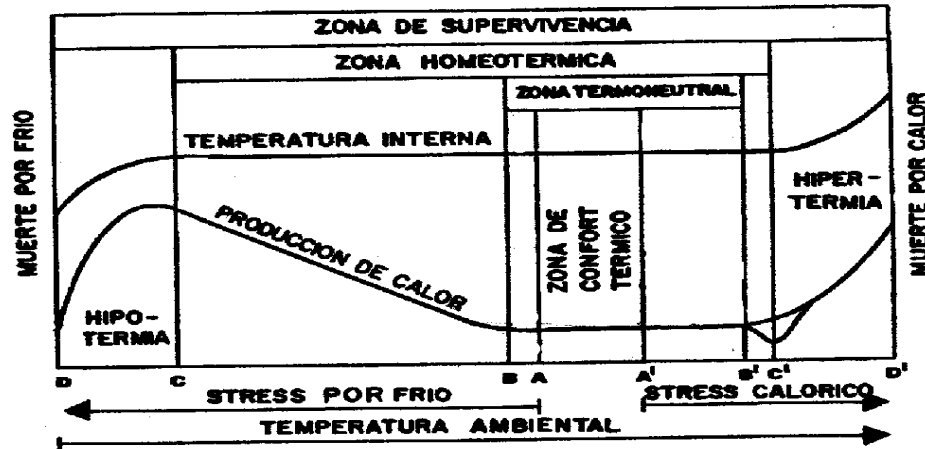 ZONA DE SUPERVIVENCIA
ZONA HOMEOTERMICA
ZONA TERMONEUTRAL
MUERTE POR FRIO
TEMPERATURA INTERNA
PRODUCCION DE CALOR
ZONA DE
CONFORT
TERMICO
HIPER-
TERMIA
MUERTE POR CALOR
HIPO-
TERMIA
D C B A A' B' C' D'
STRESS POR FRIO
STRESS CALORICO
TEMPERATURA AMBIENTAL